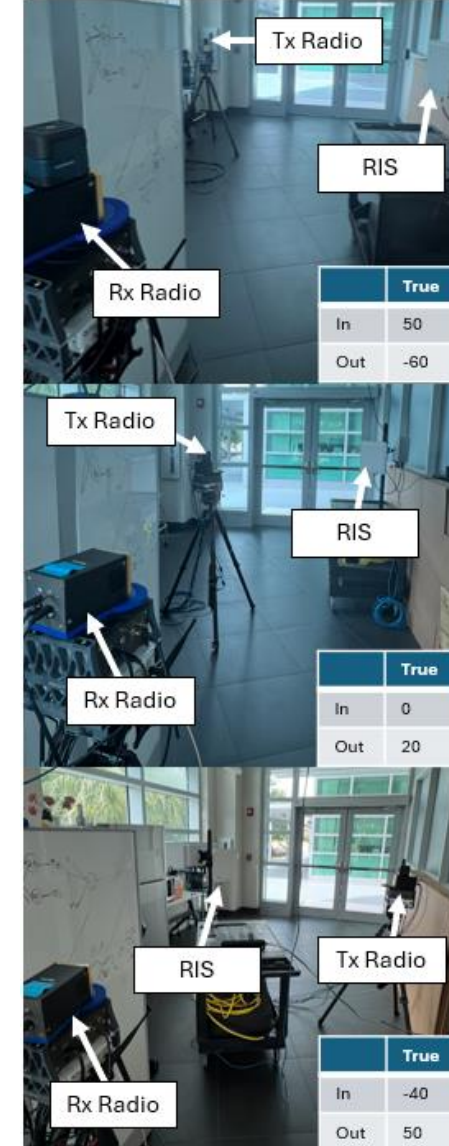 Tx Radio
RIS
Rx Radio
True
In 50
Out -60
Tx Radio
RIS
Rx Radio
True
In 0
Out 20
RIS
Tx Radio
Rx Radio
True
In -40
Out 50